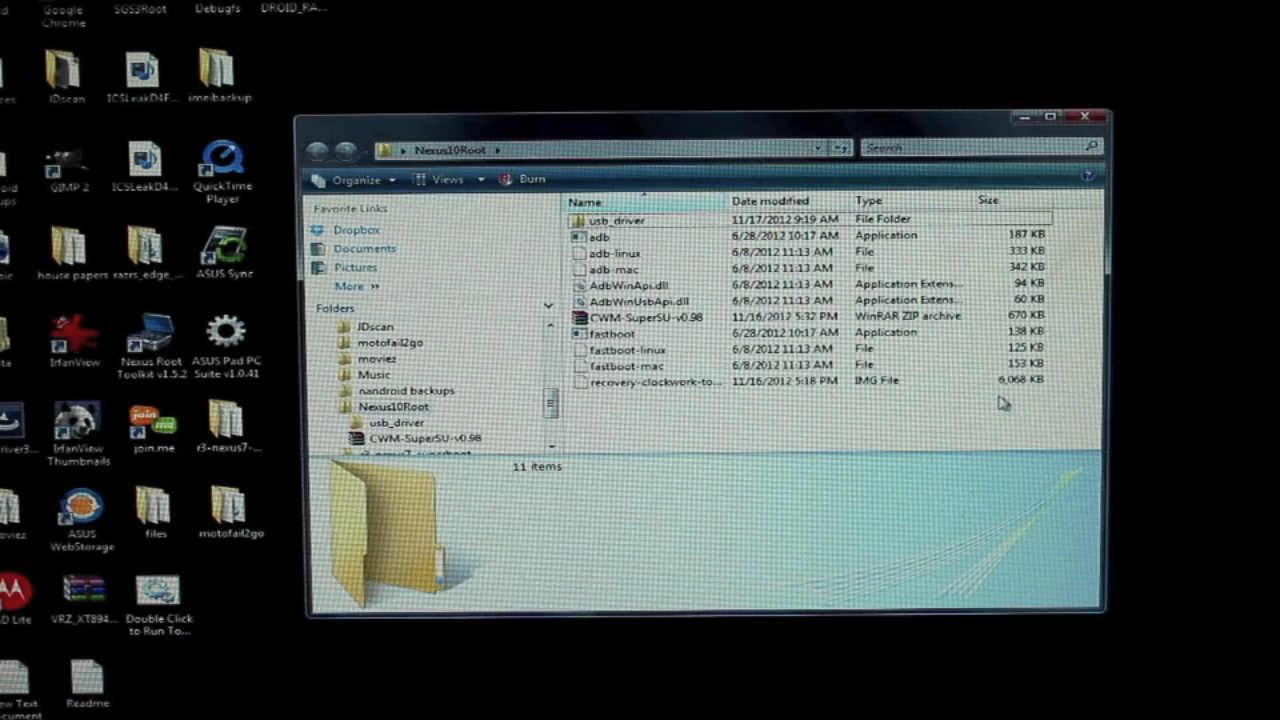 Google Chrome
SGS3Root
Debugfs
DROID_RA...
JDscan
ICSLeakD4F...
imeibackup
GIMP 2
ICSLeakD4...
QuickTime Player
house papers
razrs_edge_...
ASUS Sync
IrfanView
Nexus Root Toolkit v1.5.2
ASUS Pad PC Suite v1.0.41
IrfanView Thumbnails
join.me
r3-nexus7-...
ASUS WebStorage
files
motofail2go
VRZ_XT894...
Double Click to Run To...
Readme
Nexus10Root
Search
Organize Views Burn
Favorite Links
Dropbox
Documents
Pictures
More »
Folders
JDscan
motofail2go
moviez
Music
nandroid backups
Nexus10Root
usb_driver
CWM-SuperSU-v0.98
r3-nexus7-superboot
Name Date modified Type Size
usb_driver 11/17/2012 9:19 AM File Folder
adb 6/28/2012 10:17 AM Application 187 KB
adb-linux 6/8/2012 11:13 AM File 333 KB
adb-mac 6/8/2012 11:13 AM File 342 KB
AdbWinApi.dll 6/8/2012 11:13 AM Application Extens... 94 KB
AdbWinUsbApi.dll 6/8/2012 11:13 AM Application Extens... 60 KB
CWM-SuperSU-v0.98 11/16/2012 5:32 PM WinRAR ZIP archive 670 KB
fastboot 6/28/2012 10:17 AM Application 138 KB
fastboot-linux 6/8/2012 11:13 AM File 125 KB
fastboot-mac 6/8/2012 11:13 AM File 153 KB
recovery-clockwork-to... 11/16/2012 5:18 PM IMG File 6,068 KB
11 items